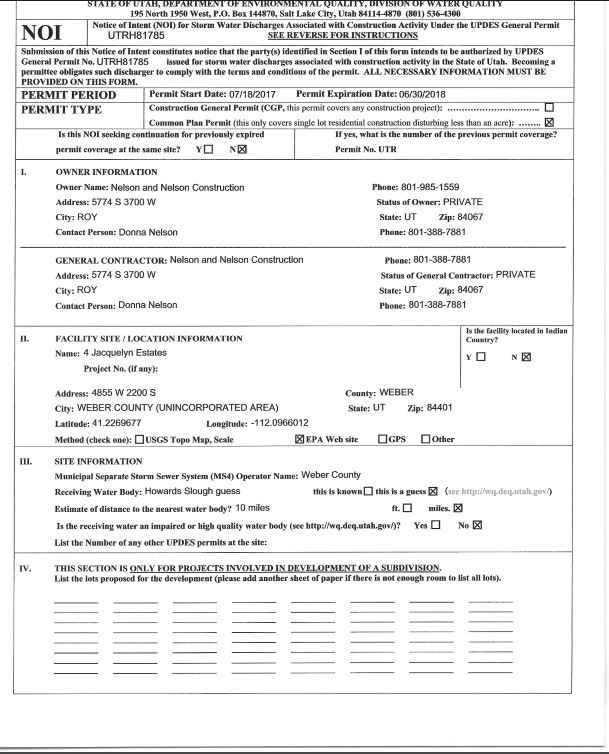 STATE OF UTAH, DEPARTMENT OF ENVIRONMENTAL QUALITY, DIVISION OF WATER QUALITY
195 North 1950 West, P.O. Box 144870, Salt Lake City, Utah 84114-4870 (801) 536-4300
NOI
Notice of Intent (NOI) for Storm Water Discharges Associated with Construction Activity Under the UPDES General Permit
UTRH81785 SEE REVERSE FOR INSTRUCTIONS
Submission of this Notice of Intent constitutes notice that the party(s) identified in Section I of this form intends to be authorized by UPDES
General Permit No. UTRH81785 issued for storm water discharges associated with construction activity in the State of Utah. Becoming a
permittee obligates such discharger to comply with the terms and conditions of the permit. ALL NECESSARY INFORMATION MUST BE
PROVIDED ON THIS FORM.
PERMIT PERIOD Permit Start Date: 07/18/2017 Permit Expiration Date: 06/30/2018
PERMIT TYPE Construction General Permit (CGP, this permit covers any construction project): ................................ ☐
Common Plan Permit (this only covers single lot residential construction disturbing less than an acre): ........ ☒
Is this NOI seeking continuation for previously expired If yes, what is the number of the previous permit coverage?
permit coverage at the same site? Y ☐ N ☒ Permit No. UTR
I. OWNER INFORMATION
Owner Name: Nelson and Nelson Construction Phone: 801-985-1559
Address: 5774 S 3700 W Status of Owner: PRIVATE
City: ROY State: UT Zip: 84067
Contact Person: Donna Nelson Phone: 801-388-7881
GENERAL CONTRACTOR: Nelson and Nelson Construction Phone: 801-388-7881
Address: 5774 S 3700 W Status of General Contractor: PRIVATE
City: ROY State: UT Zip: 84067
Contact Person: Donna Nelson Phone: 801-388-7881
II. FACILITY SITE / LOCATION INFORMATION
Is the facility located in Indian
Country?
Name: 4 Jacquelyn Estates
Y ☐ N ☒
Project No. (if any):
Address: 4855 W 2200 S County: WEBER
City: WEBER COUNTY (UNINCORPORATED AREA) State: UT Zip: 84401
Latitude: 41.2269677 Longitude: -112.0966012
Method (check one): ☐ USGS Topo Map, Scale ☒ EPA Web site ☐ GPS ☐ Other
III. SITE INFORMATION
Municipal Separate Storm Sewer System (MS4) Operator Name: Weber County
Receiving Water Body: Howards Slough guess this is known ☐ this is a guess ☒ (see http://wq.deq.utah.gov/)
Estimate of distance to the nearest water body? 10 miles ft. ☐ miles. ☒
Is the receiving water an impaired or high quality water body (see http://wq.deq.utah.gov/)? Yes ☐ No ☒
List the Number of any other UPDES permits at the site:
IV. THIS SECTION IS ONLY FOR PROJECTS INVOLVED IN DEVELOPMENT OF A SUBDIVISION.
List the lots proposed for the development (please add another sheet of paper if there is not enough room to list all lots).